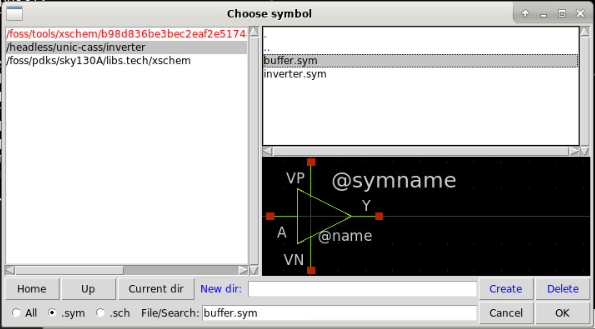 Choose symbol
/foss/tools/xschem/b98d836be3bec2eaf2e5174
/headless/unic-cass/inverter
/foss/pdks/sky130A/libs.tech/xschem
.
..
buffer.sym
inverter.sym
VP @symname
Y
A
@name
VN
Home Up Current dir New dir: Create Delete
All .sym .sch File/Search: buffer.sym Cancel OK